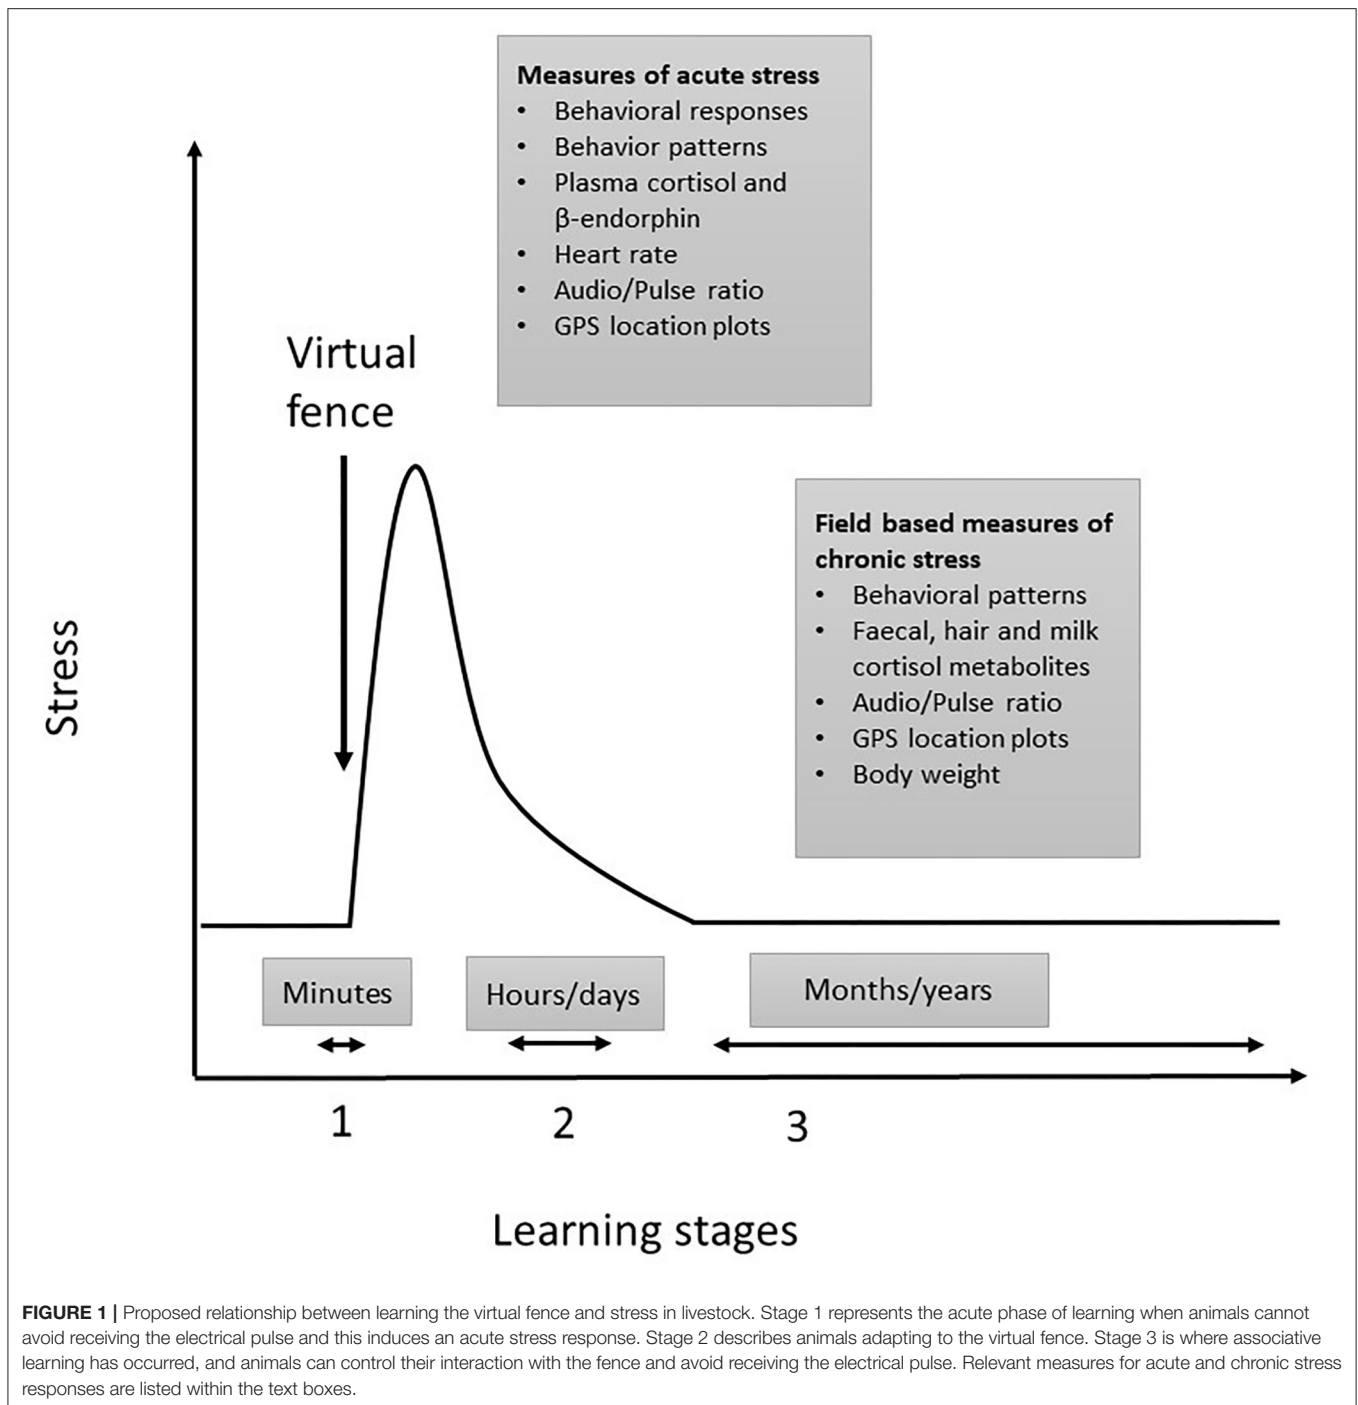 Measures of acute stress
• Behavioral responses
• Behavior patterns
• Plasma cortisol and
β-endorphin
• Heart rate
• Audio/Pulse ratio
• GPS location plots
Virtual
fence
Field based measures of
chronic stress
• Behavioral patterns
• Faecal, hair and milk
cortisol metabolites
• Audio/Pulse ratio
• GPS location plots
• Body weight
Stress
Minutes
Hours/days
Months/years
1
2
3
Learning stages
FIGURE 1 | Proposed relationship between learning the virtual fence and stress in livestock. Stage 1 represents the acute phase of learning when animals cannot
avoid receiving the electrical pulse and this induces an acute stress response. Stage 2 describes animals adapting to the virtual fence. Stage 3 is where associative
learning has occurred, and animals can control their interaction with the fence and avoid receiving the electrical pulse. Relevant measures for acute and chronic stress
responses are listed within the text boxes.